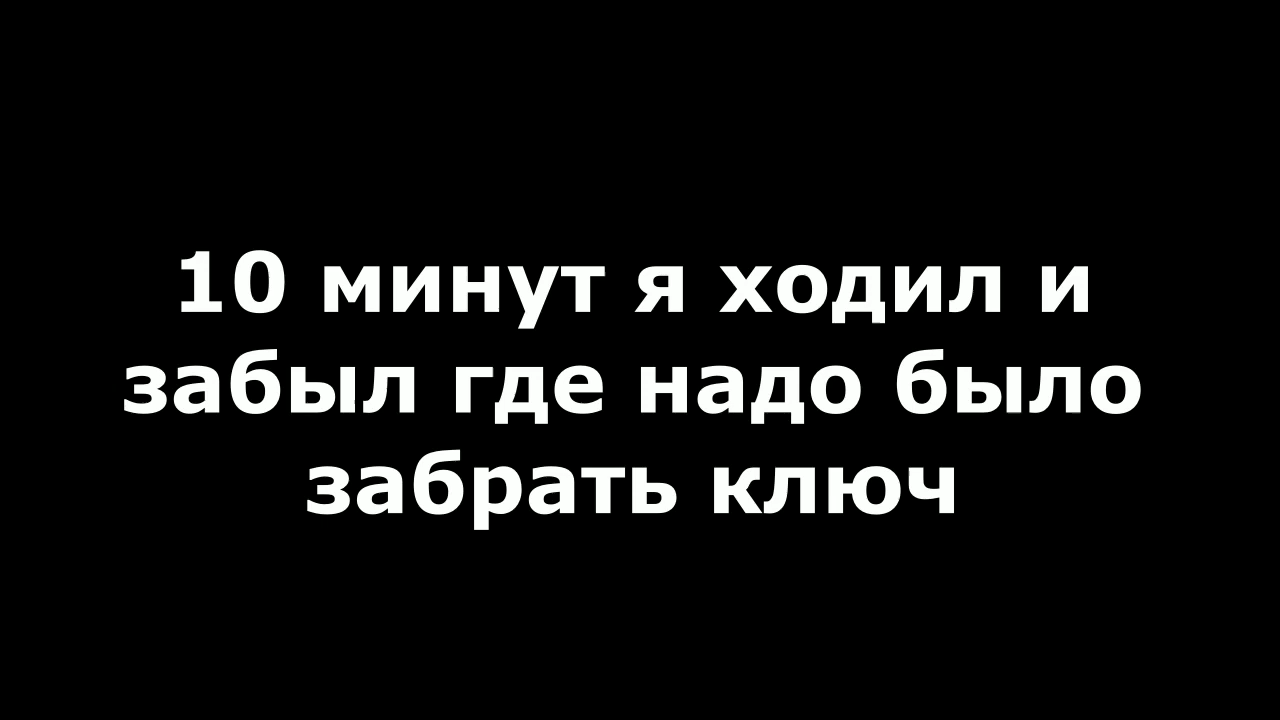 10 минут я ходил и
забыл где надо было
забрать ключ